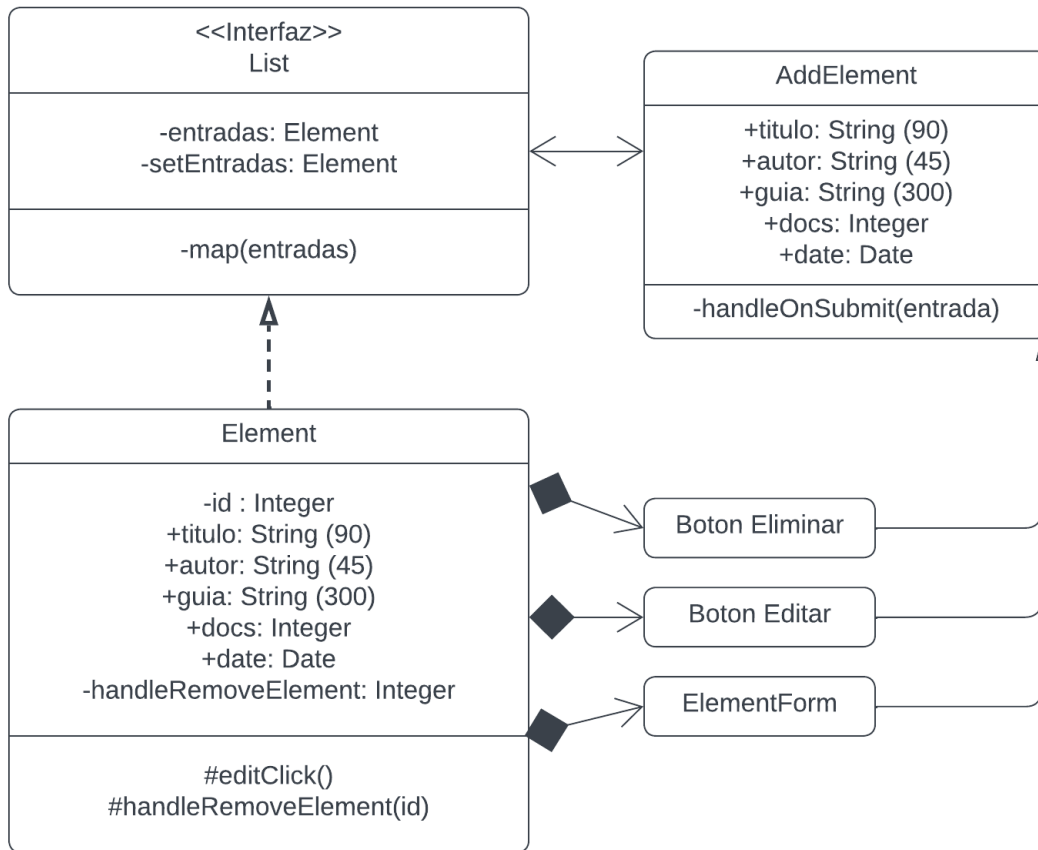 <<Interfaz>>
List
-entradas: Element
-setEntradas: Element
-map(entradas)
AddElement
+titulo: String (90)
+autor: String (45)
+guia: String (300)
+docs: Integer
+date: Date
-handleOnSubmit(entrada)
Element
-id : Integer
+titulo: String (90)
+autor: String (45)
+guia: String (300)
+docs: Integer
+date: Date
-handleRemoveElement: Integer
#editClick()
#handleRemoveElement(id)
Boton Eliminar
Boton Editar
ElementForm